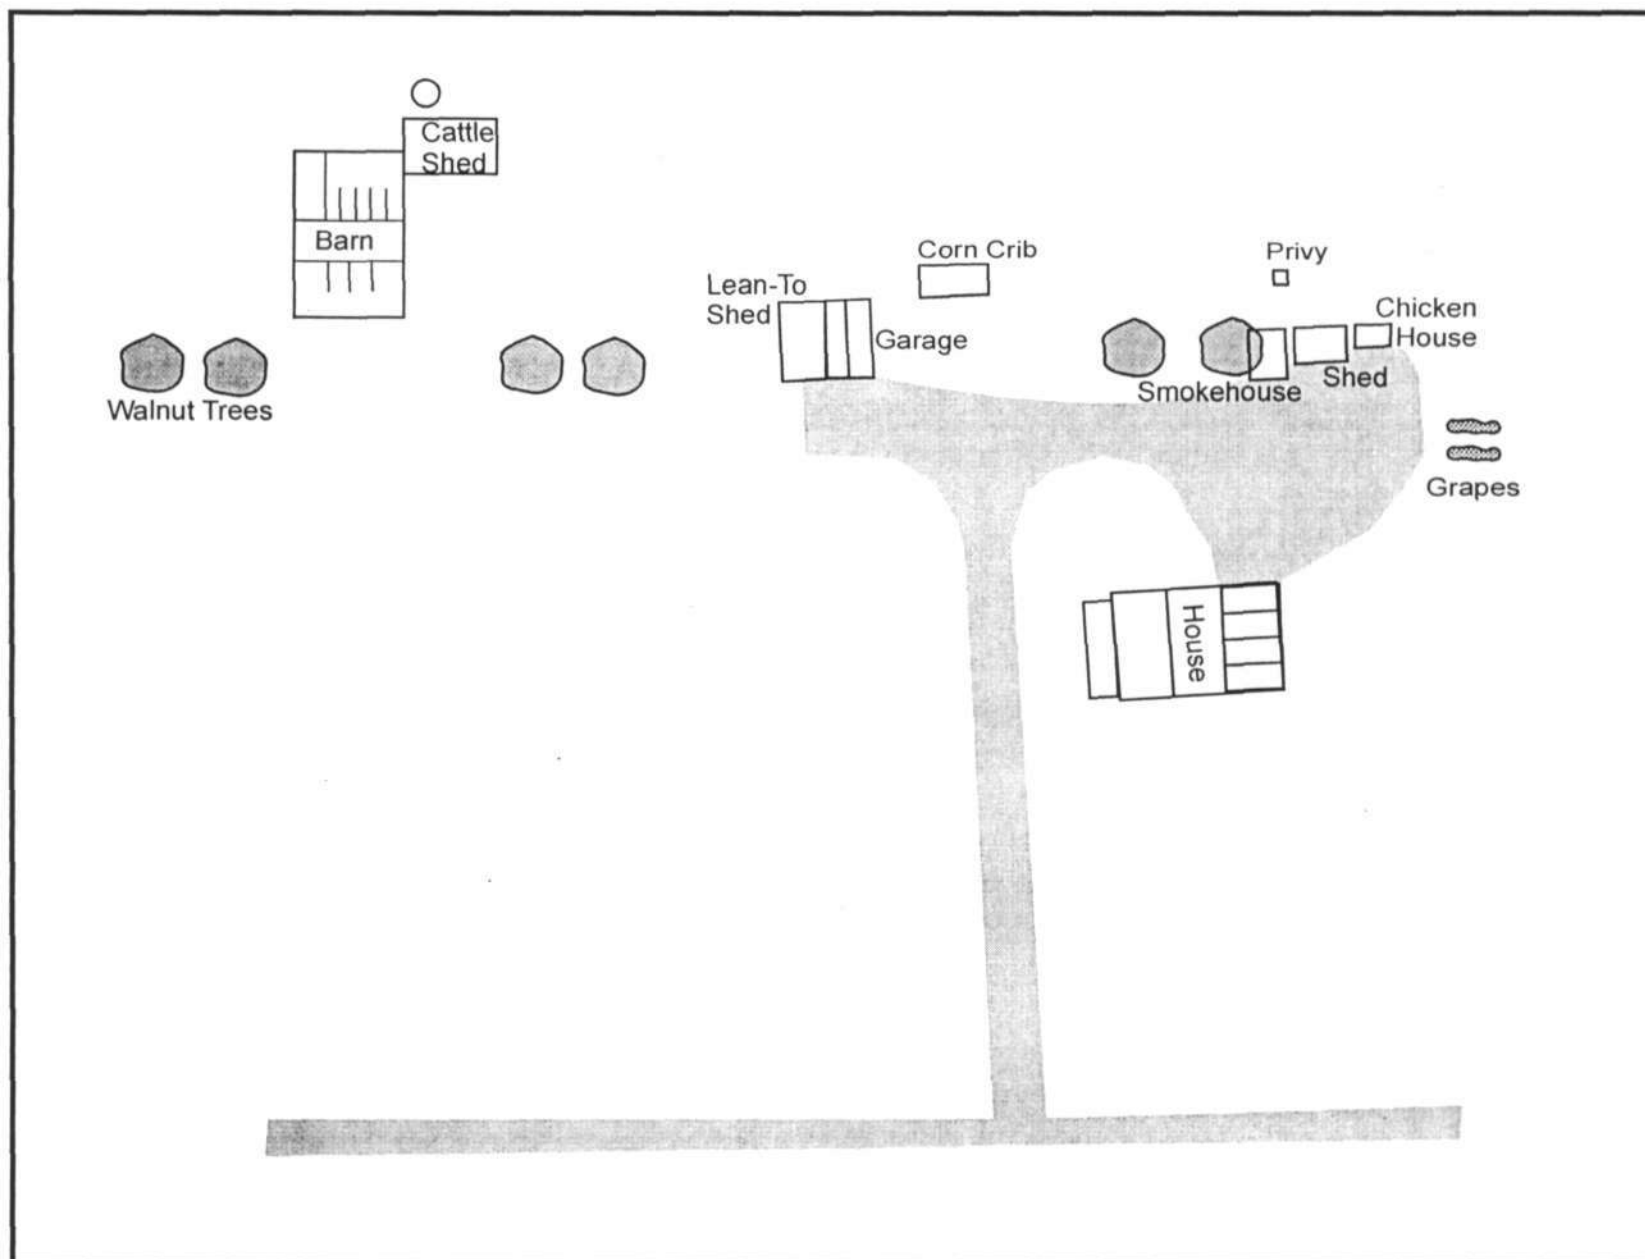 Cattle
Shed
Barn
Corn Crib
Privy
Lean-To
Shed
Garage
Chicken
House
Shed
Smokehouse
Walnut Trees
Grapes
House